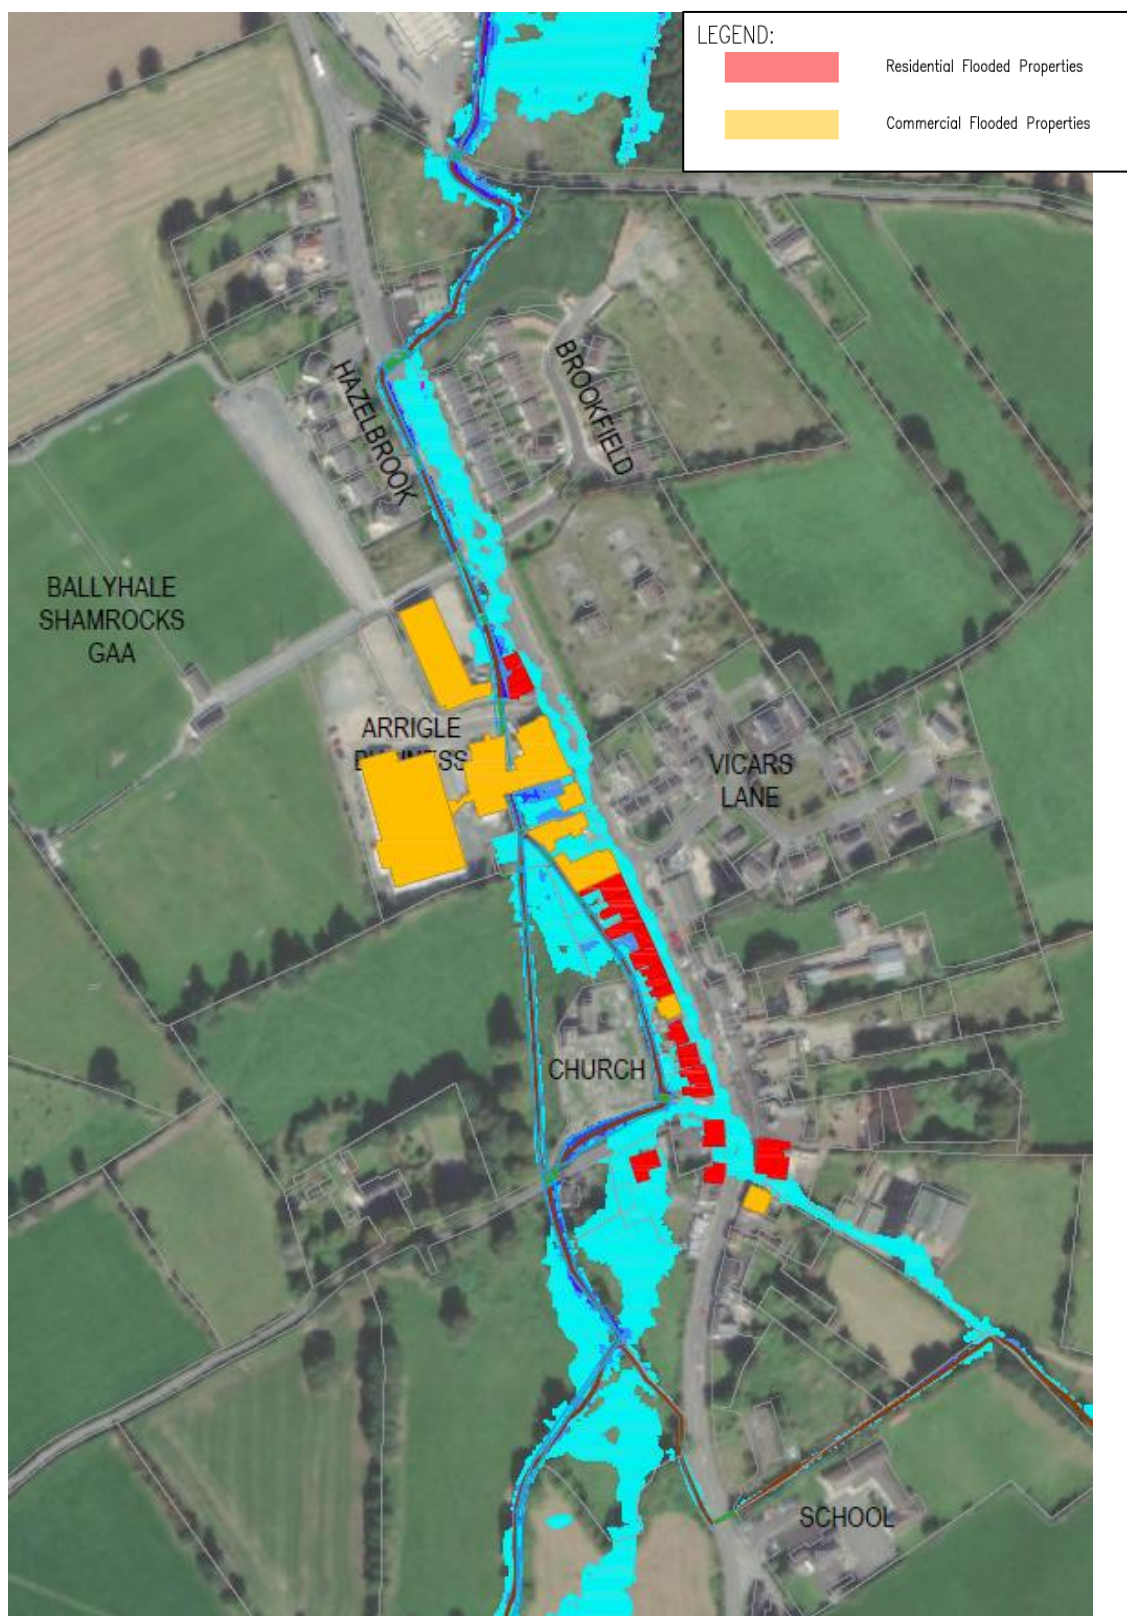 LEGEND:
Residential Flooded Properties
Commercial Flooded Properties
HAZELBROOK
BROOKFIELD
BALLYHALE
SHAMROCKS
GAA
ARRIGLE
VICARS
LANE
CHURCH
SCHOOL